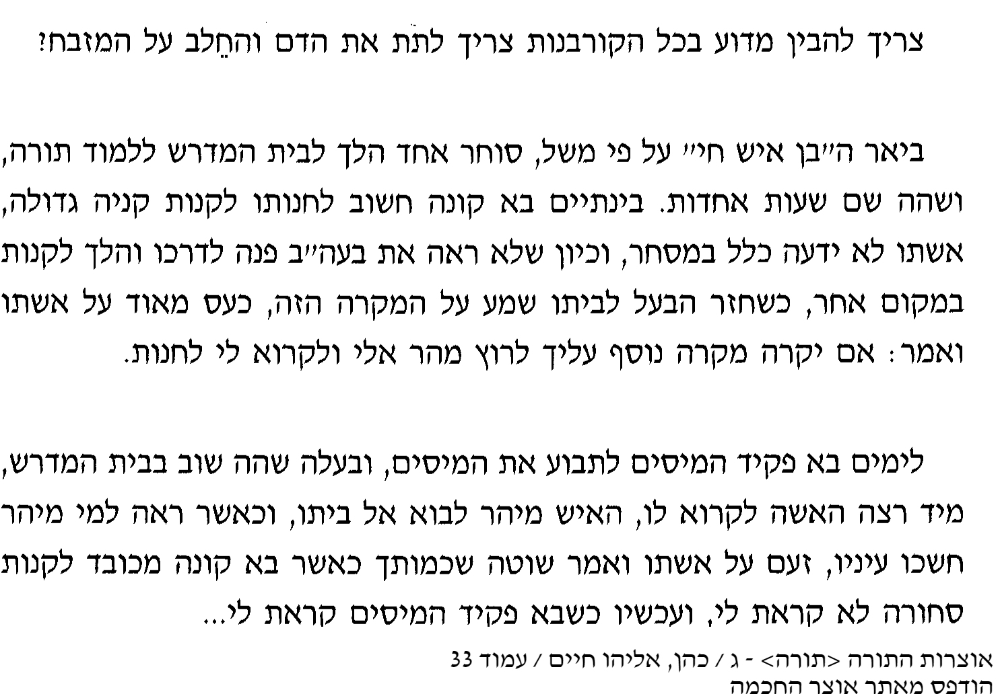 צריך להבין מדוע בכל הקורבנות צריך לתת את הדם והחֵלב על המזבח?
ביאר ה״בן איש חי״ על פי משל, סוחר אחד הלך לבית המדרש ללמוד תורה,
ושהה שם שעות אחדות. בינתיים בא קונה חשוב לחנותו לקנות קניה גדולה,
אשתו לא ידעה כלל במסחר, וכיון שלא ראה את בעה״ב פנה לדרכו והלך לקנות
במקום אחר, כשחזר הבעל לביתו שמע על המקרה הזה, כעס מאוד על אשתו
ואמר: אם יקרה מקרה נוסף עליך לרוץ מהר אלי ולקרוא לי לחנות.
לימים בא פקיד המיסים לתבוע את המיסים, ובעלה שהה שוב בבית המדרש,
מיד רצה האשה לקרוא לו, האיש מיהר לבוא אל ביתו, וכאשר ראה למי מיהר
חשכו עיניו, זעם על אשתו ואמר שוטה שכמותך כאשר בא קונה מכובד לקנות
סחורה לא קראת לי, ועכשיו כשבא פקיד המיסים קראת לי...
אוצרות התורה <תורה> - ג / כהן, אליהו חיים / עמוד 33
הודפס מאתר אוצר החכמה